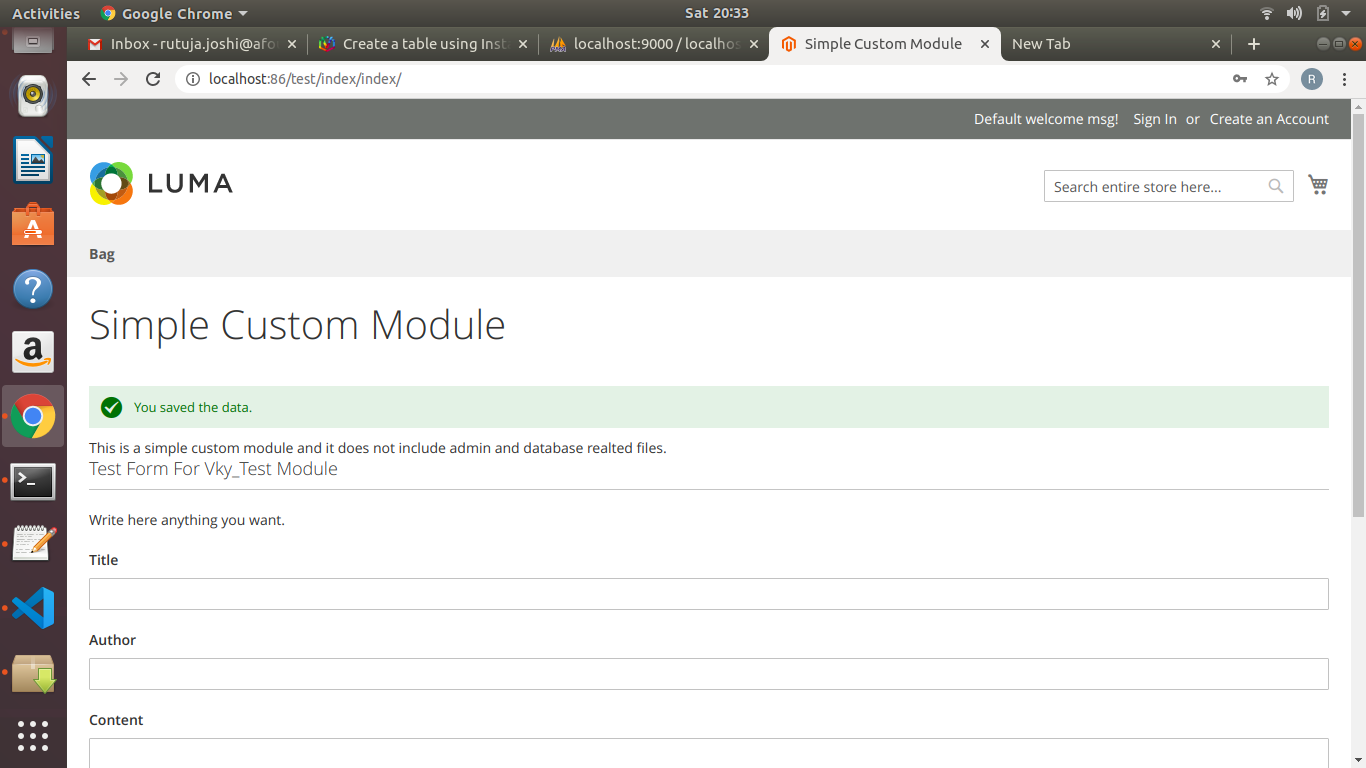 Activities Google Chrome Sat 20:33
Inbox - rutuja.joshi@afo Create a table using Inst localhost:9000 / localhos Simple Custom Module New Tab
localhost:86/test/index/index/ R
Default welcome msg! Sign In or Create an Account
LUMA Search entire store here...
Bag
Simple Custom Module
You saved the data.
This is a simple custom module and it does not include admin and database realted files.
Test Form For Vky_Test Module
Write here anything you want.
Title
Author
Content